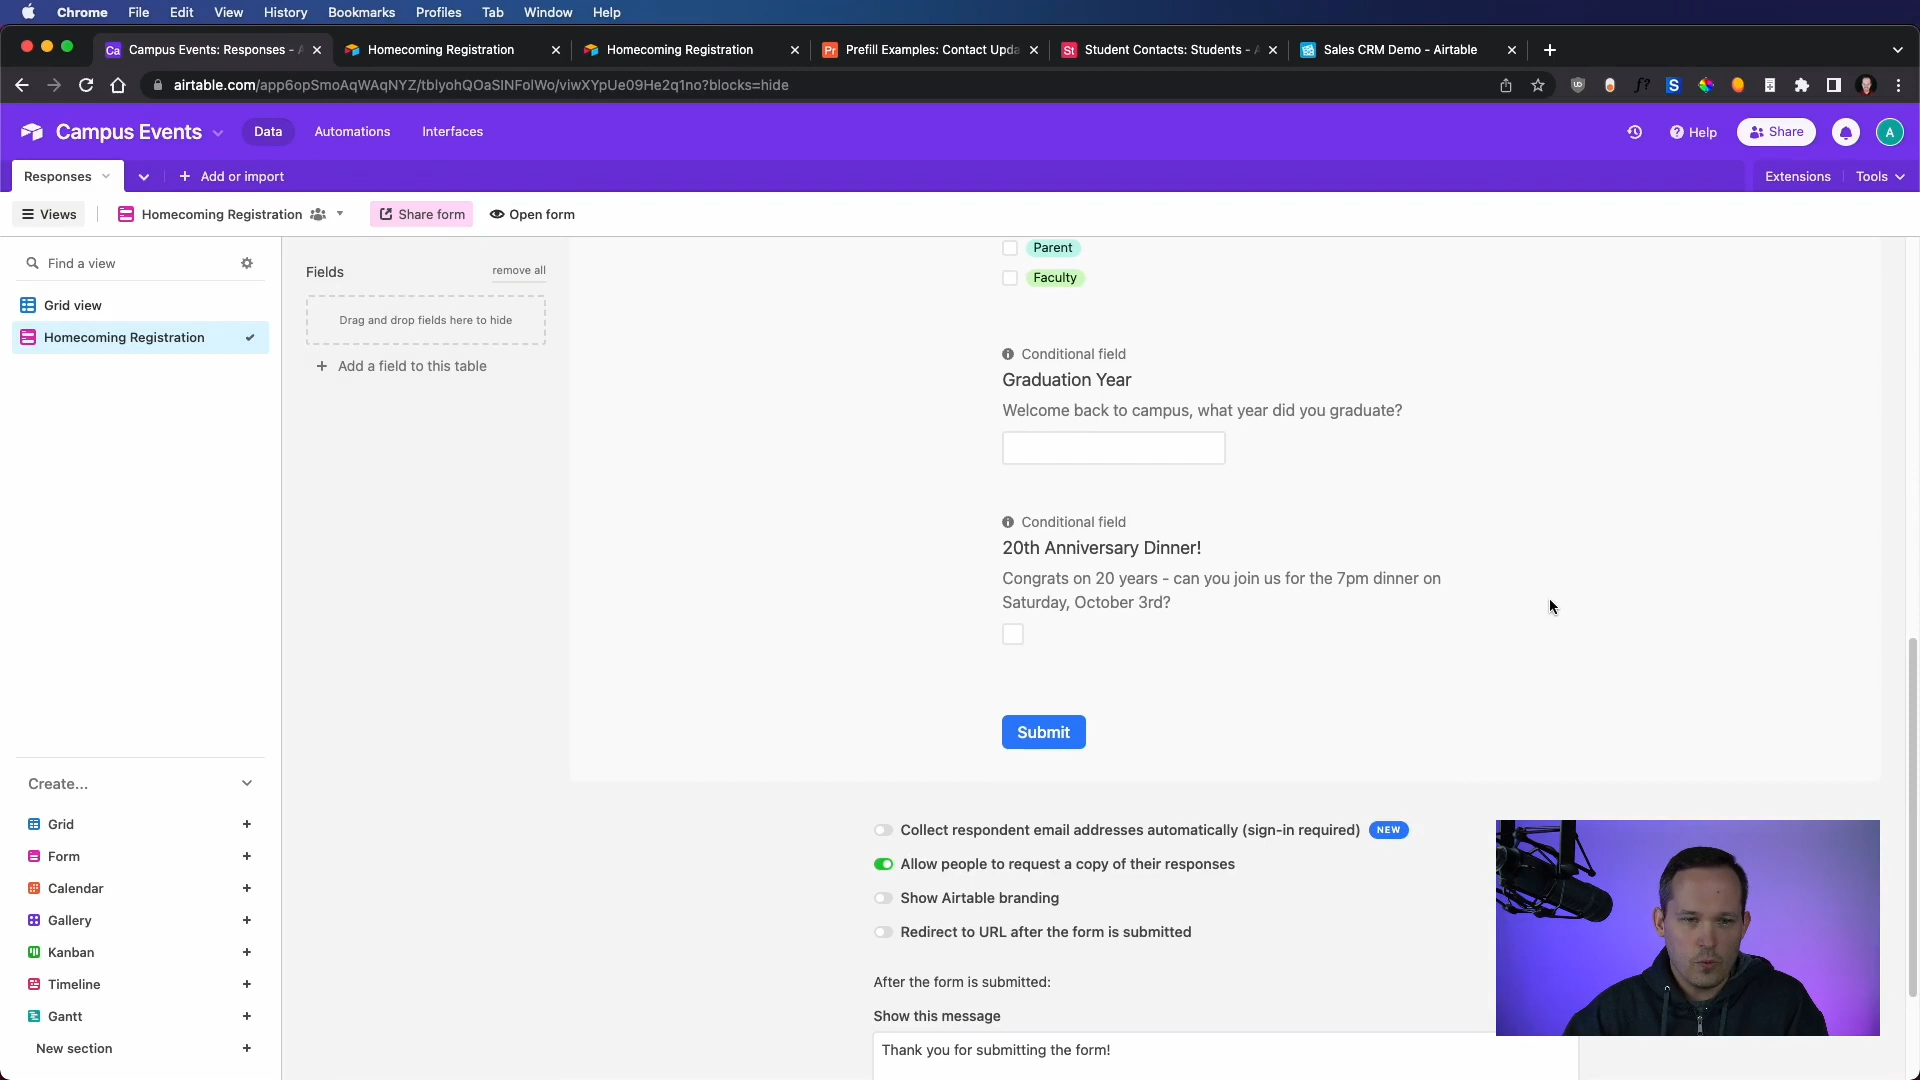 Chrome File Edit View History Bookmarks Profiles Tab Window Help
Ca Campus Events: Responses - A
Homecoming Registration
Homecoming Registration
Pr Prefill Examples: Contact Upda
St Student Contacts: Students - A
Sales CRM Demo - Airtable
airtable.com/app6opSmoAqWAqNYZ/tblyohQOaSINFolWo/viwXYpUe09He2q1no?blocks=hide
Campus Events
Data
Automations
Interfaces
Help
Share
A
Responses
Add or import
Extensions
Tools
Views
Homecoming Registration
Share form
Open form
Find a view
Grid view
Homecoming Registration
Create...
Grid
Form
Calendar
Gallery
Kanban
Timeline
Gantt
New section
Fields
remove all
Drag and drop fields here to hide
Add a field to this table
Parent
Faculty
Conditional field
Graduation Year
Welcome back to campus, what year did you graduate?
Conditional field
20th Anniversary Dinner!
Congrats on 20 years - can you join us for the 7pm dinner on
Saturday, October 3rd?
Submit
Collect respondent email addresses automatically (sign-in required) NEW
Allow people to request a copy of their responses
Show Airtable branding
Redirect to URL after the form is submitted
After the form is submitted:
Show this message
Thank you for submitting the form!